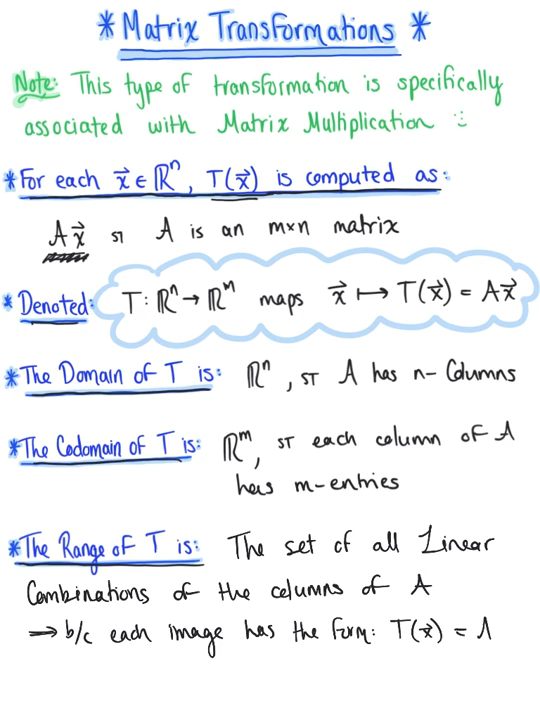 * Matrix Transformations *
Note: This type of transformation is specifically
associated with Matrix Multiplication :)
* For each x⃗ ∈ ℝⁿ, T(x⃗) is computed as:
Ax⃗ ST A is an m×n matrix
* Denoted: T: ℝⁿ → ℝᵐ maps x⃗ ↦ T(x⃗) = Ax⃗
* The Domain of T is: ℝⁿ, ST A has n-Columns
* The Codomain of T is: ℝᵐ, ST each column of A
has m-entries
* The Range of T is: The set of all Linear
Combinations of the columns of A
→ b/c each image has the form: T(x⃗) = A